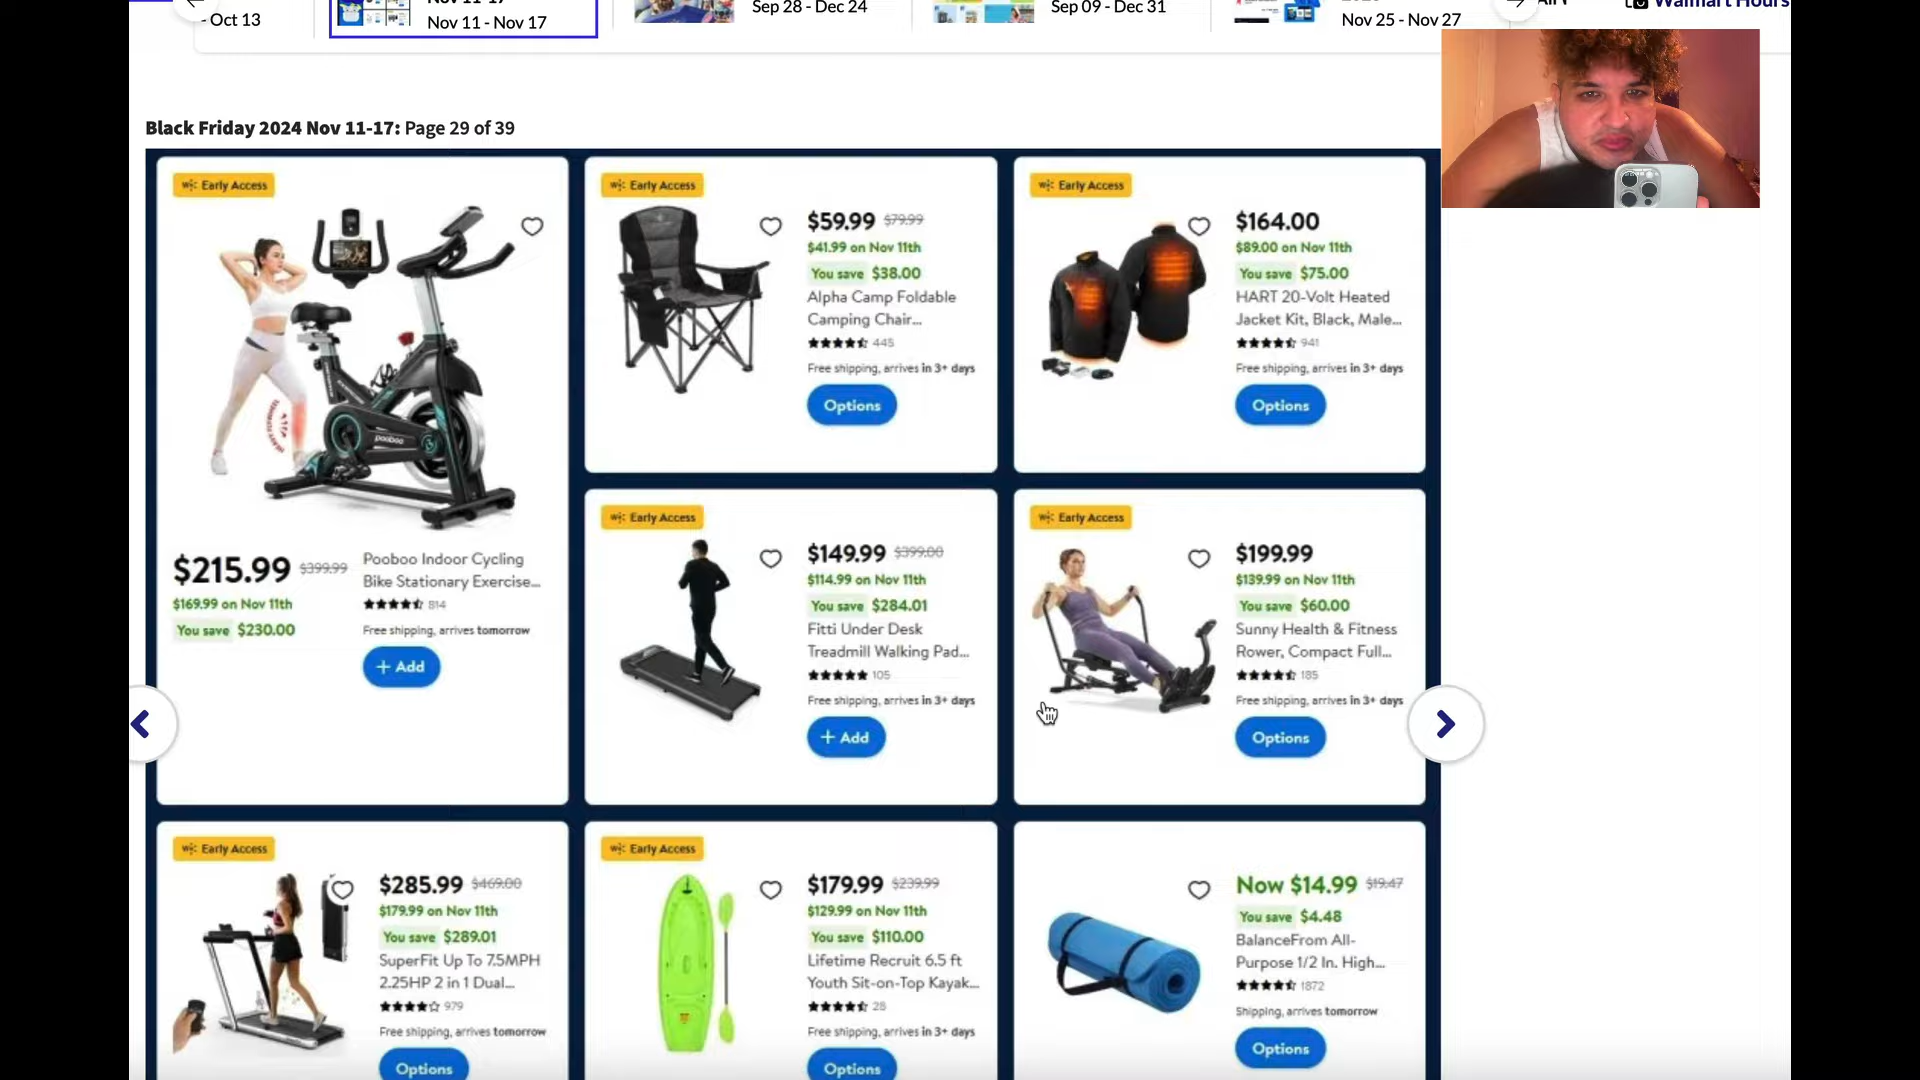 - Oct 13
Nov 11 - Nov 17
Sep 28 - Dec 24
Sep 09 - Dec 31
Nov 25 - Nov 27
Walmart Hours
Black Friday 2024 Nov 11-17: Page 29 of 39
Early Access
pooboo
$215.99 $399.99
$169.99 on Nov 11th
You save $230.00
Pooboo Indoor Cycling
Bike Stationary Exercise...
814
Free shipping, arrives tomorrow
+ Add
Early Access
$59.99 $79.99
$41.99 on Nov 11th
You save $38.00
Alpha Camp Foldable
Camping Chair...
445
Free shipping, arrives in 3+ days
Options
Early Access
$164.00
$89.00 on Nov 11th
You save $75.00
HART 20-Volt Heated
Jacket Kit, Black, Male...
941
Free shipping, arrives in 3+ days
Options
Early Access
$149.99 $399.00
$114.99 on Nov 11th
You save $284.01
Fitti Under Desk
Treadmill Walking Pad...
105
Free shipping, arrives in 3+ days
+ Add
Early Access
$199.99
$139.99 on Nov 11th
You save $60.00
Sunny Health & Fitness
Rower, Compact Full...
185
Free shipping, arrives in 3+ days
Options
Early Access
$285.99 $469.00
$179.99 on Nov 11th
You save $289.01
SuperFit Up To 7.5MPH
2.25HP 2 in 1 Dual...
979
Free shipping, arrives tomorrow
Options
Early Access
$179.99 $239.99
$129.99 on Nov 11th
You save $110.00
Lifetime Recruit 6.5 ft
Youth Sit-on-Top Kayak...
28
Free shipping, arrives in 3+ days
Options
Now $14.99 $19.47
You save $4.48
BalanceFrom All-
Purpose 1/2 In. High...
1872
Shipping, arrives tomorrow
Options